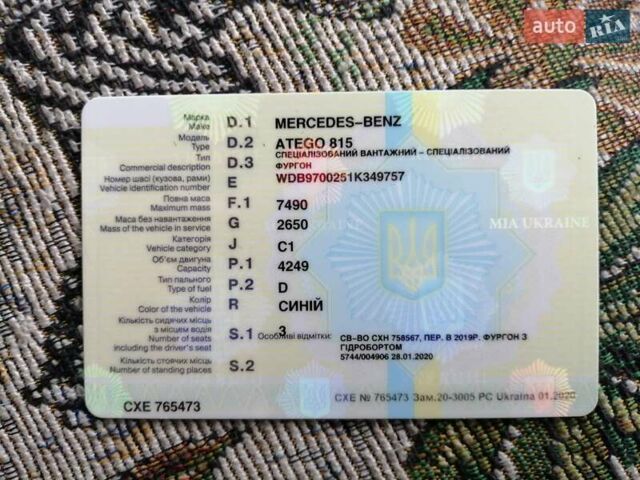 auto RIA
Марка D.1 MERCEDES-BENZ
Make
Модель D.2 ATEGO 815
Type
Тип D.3 СПЕЦІАЛІЗОВАНИЙ ВАНТАЖНИЙ - СПЕЦІАЛІЗОВАНИЙ
Commercial description ФУРГОН
Номер шасі (кузова, рами) E WDB9700251K349757
Vehicle identification number
Повна маса F.1 7490
Maximum mass
Маса без навантаження G 2650
Mass of the vehicle in service
MIA UKRAINE
Категорія J C1
Vehicle category
Об'єм двигуна P.1 4249
Capacity
Тип пального P.2 D
Type of fuel
Колір R СИНІЙ
Color of the vehicle
Кількість сидячих місць
з місцем водія S.1 3
Number of seats
including the driver's seat
Особливі відмітки: СВ-ВО СХН 758567, ПЕР. В 2019Р. ФУРГОН З
ГІДРОБОРТОМ
5744/004906 28.01.2020
Кількість стоячих місць S.2
Number of standing places
СХЕ 765473
СХЕ № 765473 Зам.20-3005 PC Ukraina 01.2020